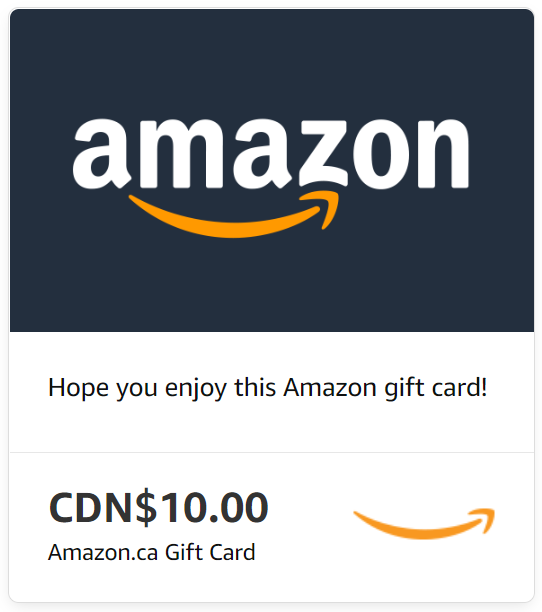 amazon
Hope you enjoy this Amazon gift card!
CDN$10.00
Amazon.ca Gift Card